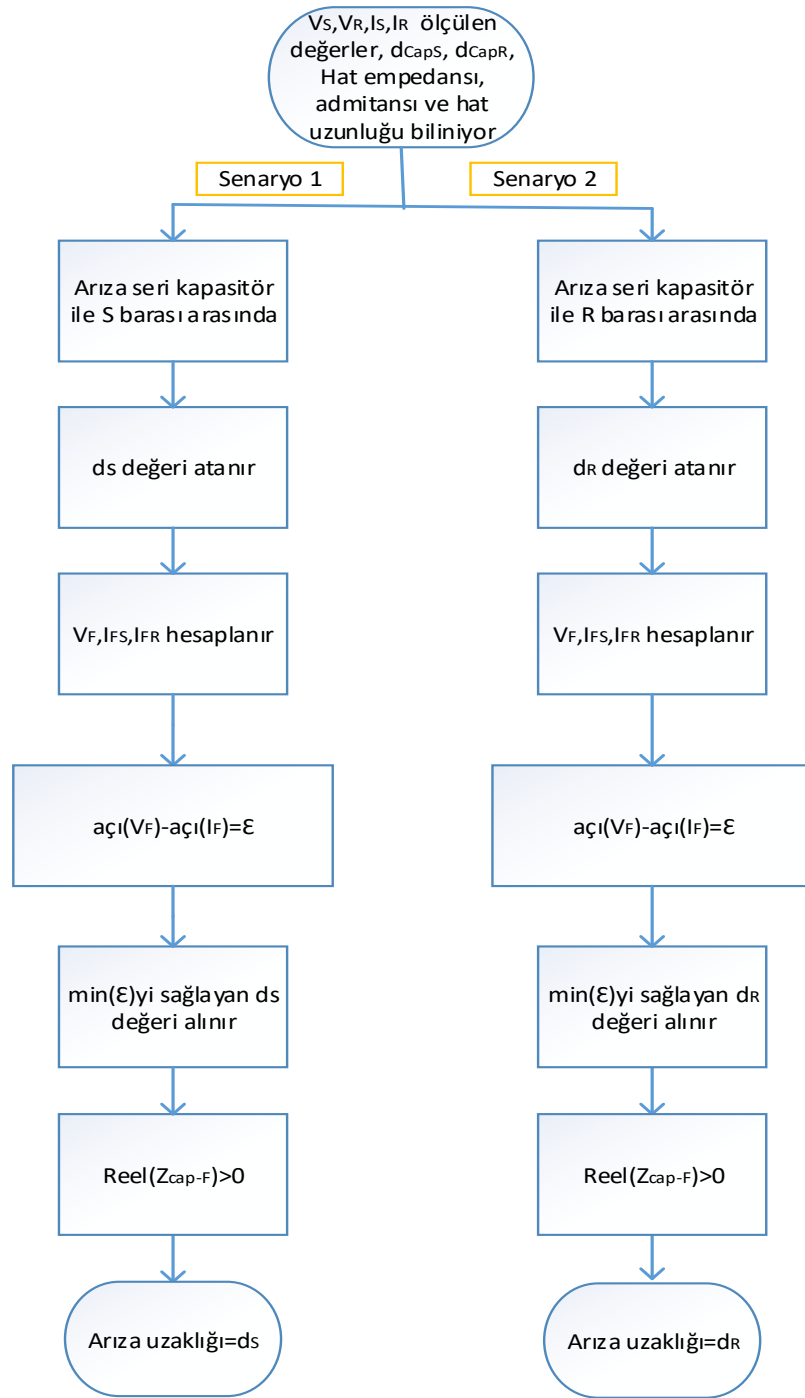 VS,VR,IS,IR ölçülen
değerler, dCapS, dCapR,
Hat empedansı,
admitansı ve hat
uzunluğu biliniyor
Senaryo 1
Senaryo 2
Arıza seri kapasitör
ile S barası arasında
Arıza seri kapasitör
ile R barası arasında
dS değeri atanır
dR değeri atanır
VF,IFS,IFR hesaplanır
VF,IFS,IFR hesaplanır
açı(VF)-açı(IF)=Ɛ
açı(VF)-açı(IF)=Ɛ
min(Ɛ)yi sağlayan dS
değeri alınır
min(Ɛ)yi sağlayan dR
değeri alınır
Reel(Zcap-F)>0
Reel(Zcap-F)>0
Arıza uzaklığı=dS
Arıza uzaklığı=dR